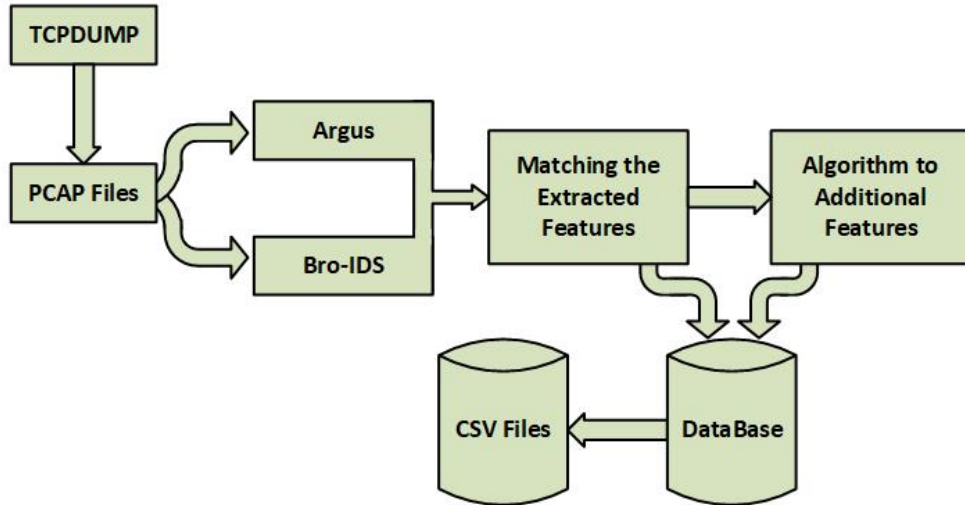 TCPDUMP
PCAP Files
Argus
Bro-IDS
Matching the
Extracted
Features
Algorithm to
Additional
Features
CSV Files
DataBase